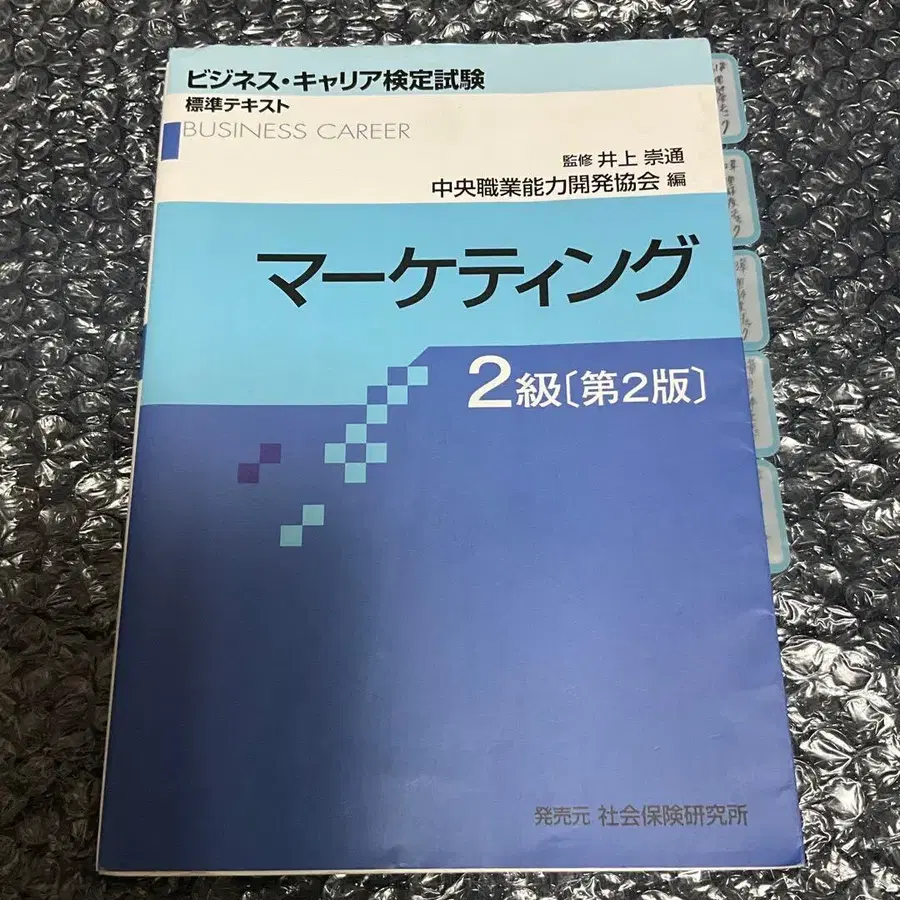 ビジネス・キャリア検定試験
標準テキスト
BUSINESS CAREER
監修 井上 崇通
中央職業能力開発協会 編
マーケティング
2級〔第2版〕
発売元 社会保険研究所